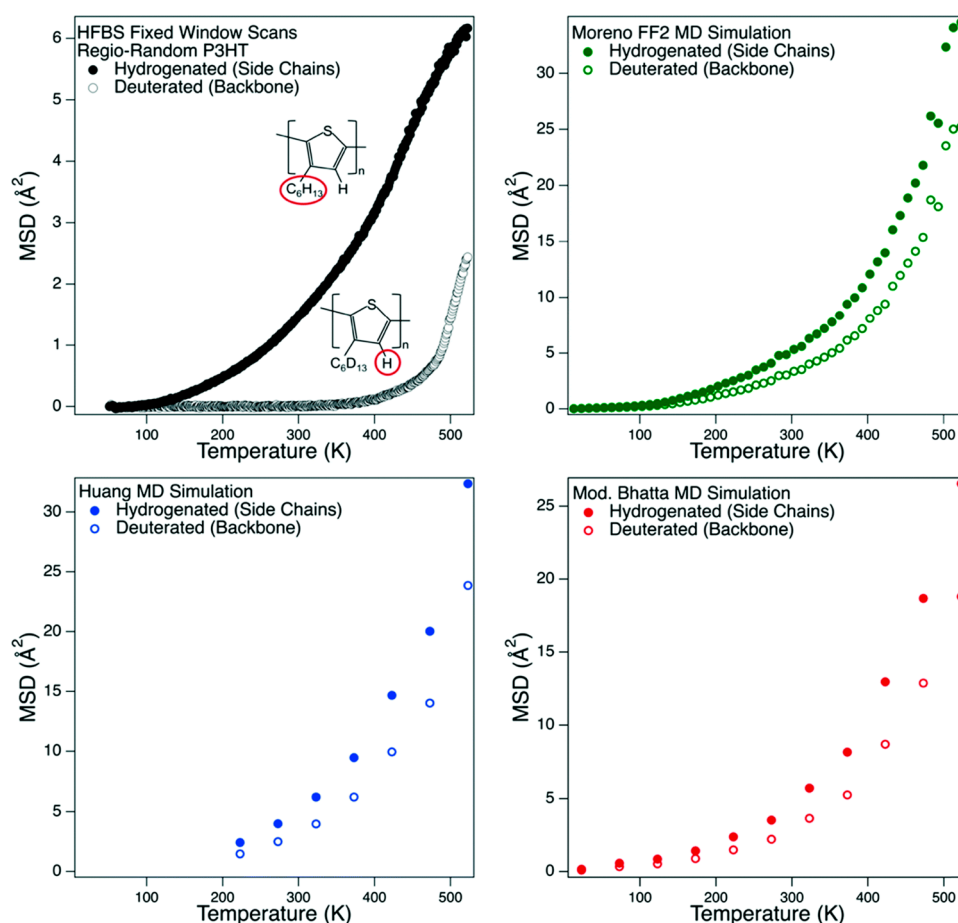 HFBS Fixed Window Scans
Regio-Random P3HT
Hydrogenated (Side Chains)
Deuterated (Backbone)
S
n
C6H13
H
S
n
C6D13
H
6
5
4
3
2
1
0
MSD (Å2)
100 200 300 400 500
Temperature (K)
Moreno FF2 MD Simulation
Hydrogenated (Side Chains)
Deuterated (Backbone)
30
25
20
15
10
5
0
MSD (Å2)
100 200 300 400 500
Temperature (K)
Huang MD Simulation
Hydrogenated (Side Chains)
Deuterated (Backbone)
30
25
20
15
10
5
0
MSD (Å2)
100 200 300 400 500
Temperature (K)
Mod. Bhatta MD Simulation
Hydrogenated (Side Chains)
Deuterated (Backbone)
25
20
15
10
5
0
MSD (Å2)
100 200 300 400 500
Temperature (K)